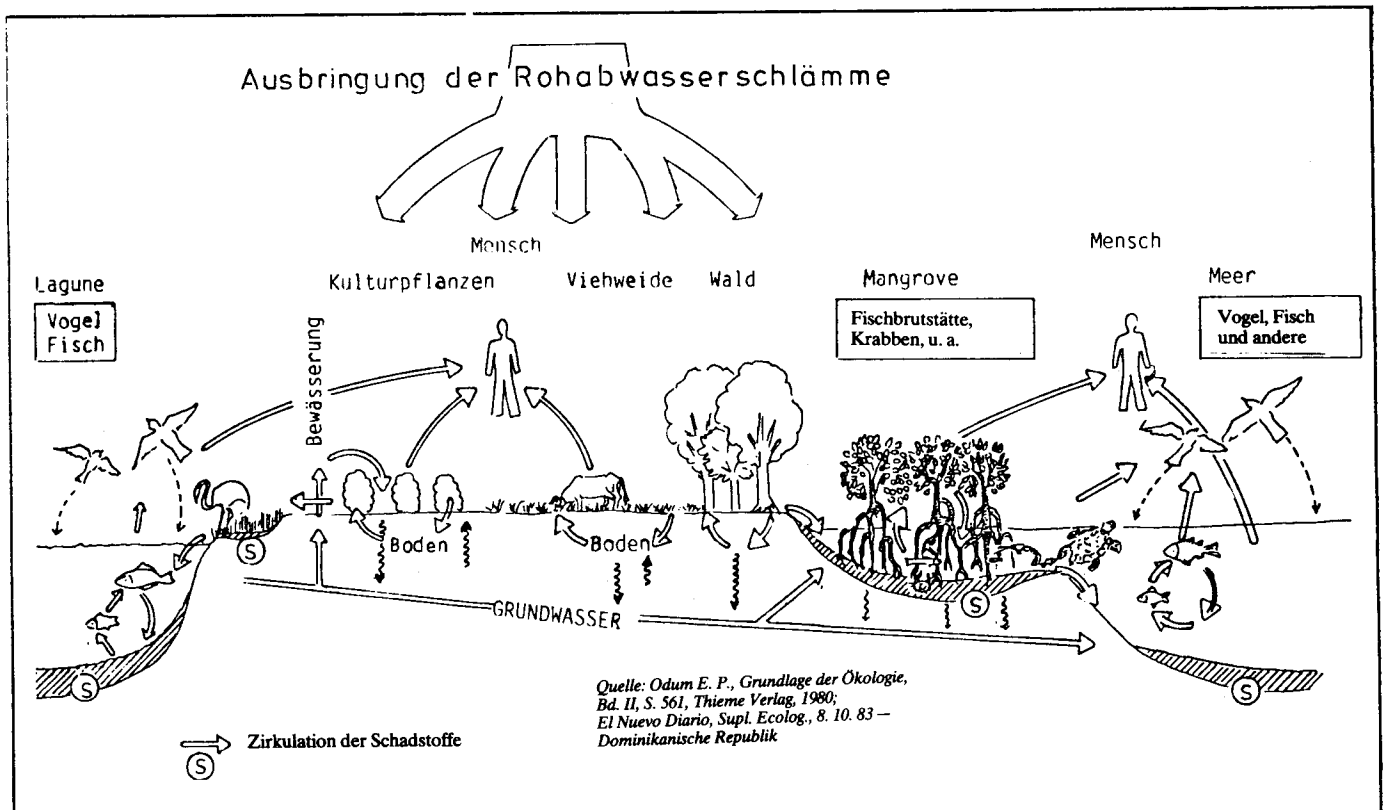 Ausbringung der Rohabwasserschlämme
Mensch
Mensch
Lagune
Kulturpflanzen
Viehweide
Wald
Mangrove
Meer
Vogel
Fisch
Bewässerung
Fischbrutstätte,
Krabben, u. a.
Vogel, Fisch
und andere
Boden
Boden
S
GRUNDWASSER
S
S
S
Quelle: Odum E. P., Grundlage der Ökologie,
Bd. II, S. 561, Thieme Verlag, 1980;
El Nuevo Diario, Supl. Ecolog., 8. 10. 83 —
Dominikanische Republik
Zirkulation der Schadstoffe
S